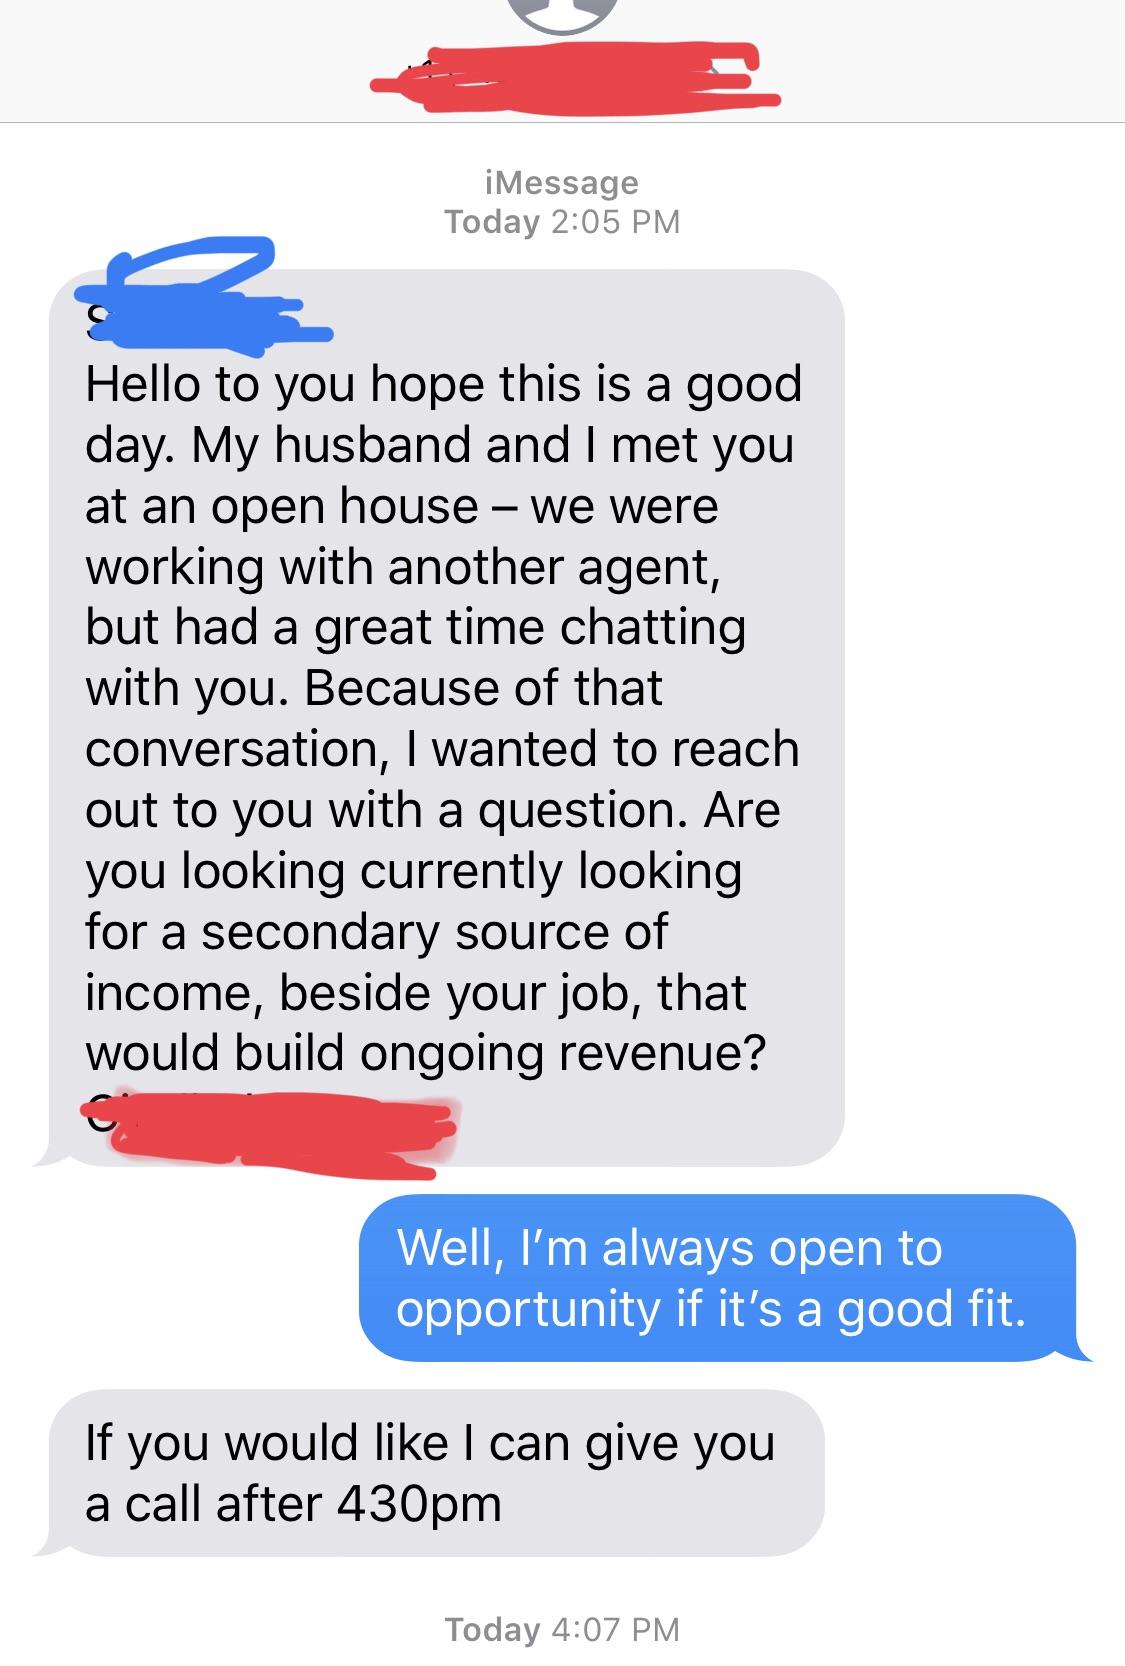 iMessage
Today 2:05 PM
Hello to you hope this is a good
day. My husband and I met you
at an open house – we were
working with another agent,
but had a great time chatting
with you. Because of that
conversation, I wanted to reach
out to you with a question. Are
you looking currently looking
for a secondary source of
income, beside your job, that
would build ongoing revenue?
Well, I’m always open to
opportunity if it’s a good fit.
If you would like I can give you
a call after 430pm
Today 4:07 PM